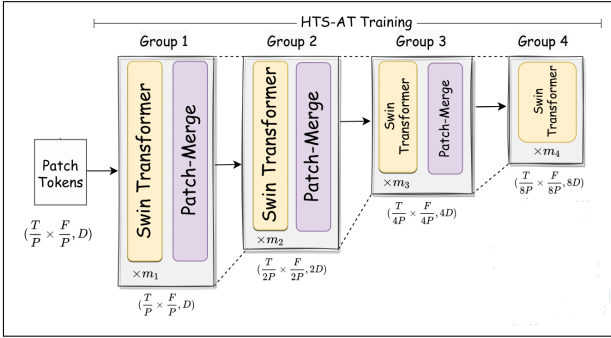 HTS-AT Training
Group 1
Group 2
Group 3
Group 4
Patch
Tokens
Swin Transformer
Patch-Merge
Swin Transformer
Patch-Merge
Swin
Transformer
Patch-Merge
Swin
Transformer
×m₁
×m₂
×m₃
×m₄
(T/P × F/P, D)
(T/P × F/P, D)
(T/2P × F/2P, 2D)
(T/4P × F/4P, 4D)
(T/8P × F/8P, 8D)